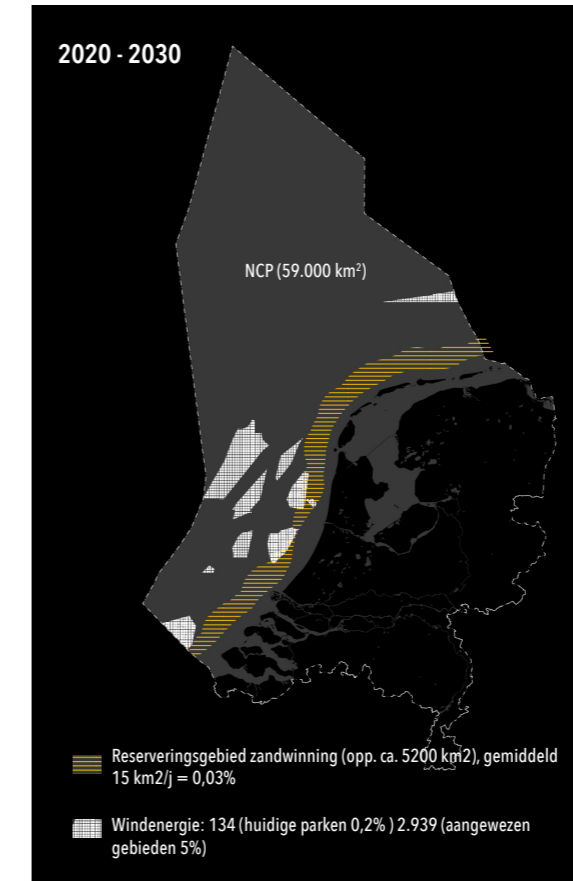 2020 - 2030
NCP (59.000 km²)
Reserveringsgebied zandwinning (opp. ca. 5200 km2), gemiddeld
15 km2/j = 0,03%
Windenergie: 134 (huidige parken 0,2% ) 2.939 (aangewezen
gebieden 5%)